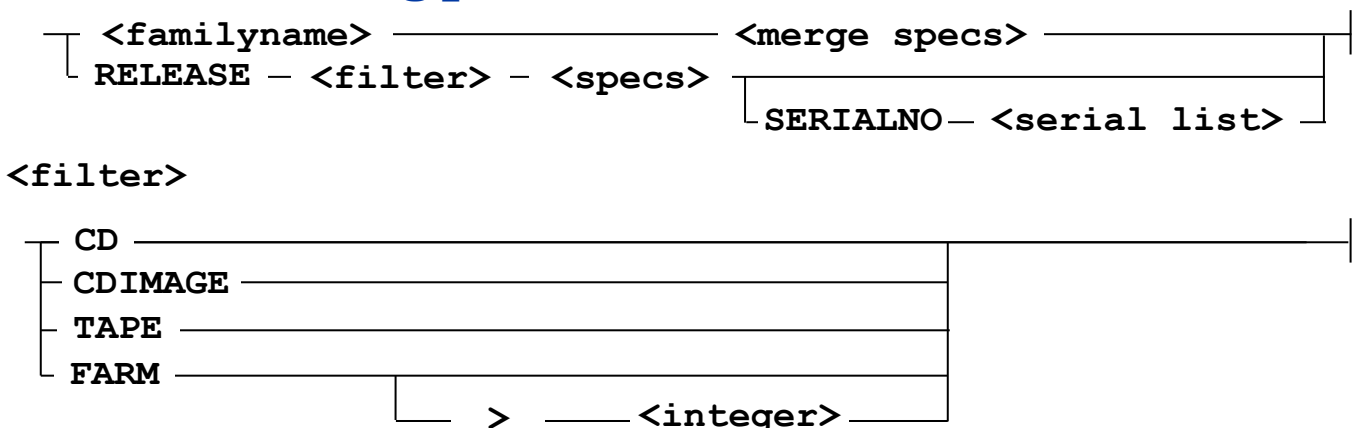 <familyname> <merge specs>
RELEASE <filter> <specs>
SERIALNO <serial list>
<filter>
CD
CDIMAGE
TAPE
FARM
> <integer>